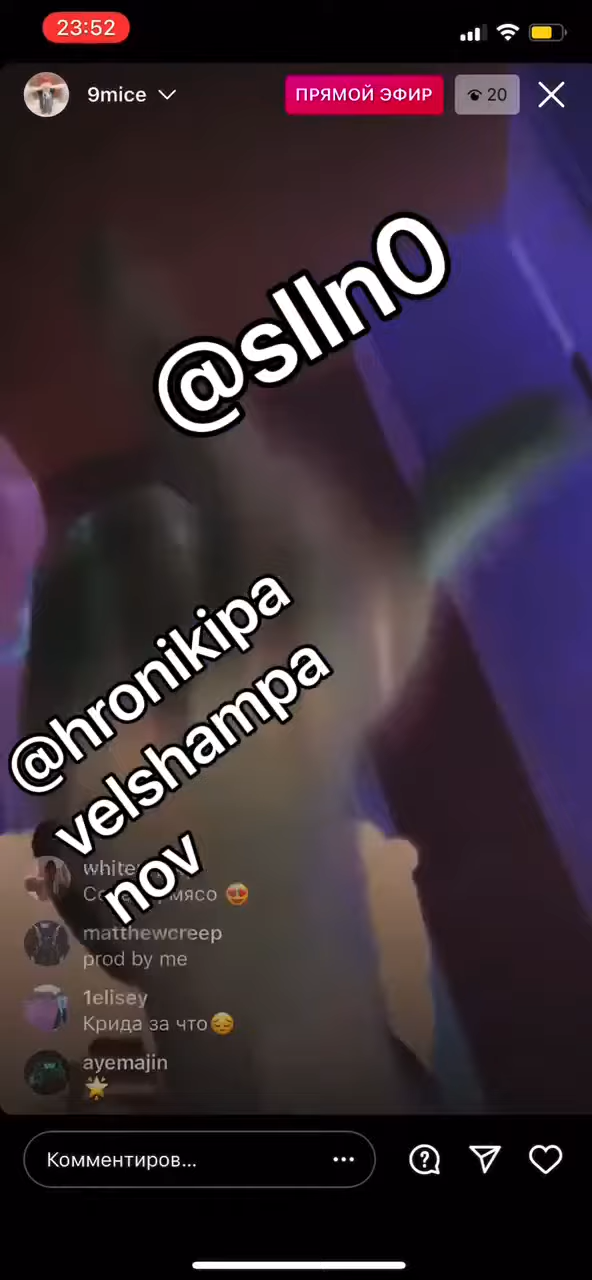 23:52
9mice
ПРЯМОЙ ЭФИР
20
@slln0
@hronikipa
velshampa
nov
white
мясо 😍
matthewcreep
prod by me
1elisey
Крида за что😔
ayemajin
🌟
Комментиров...